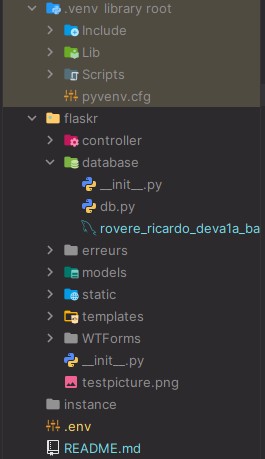 .venv library root
Include
Lib
Scripts
pyvenv.cfg
flaskr
controller
database
__init__.py
db.py
rovere_ricardo_deva1a_ba
erreurs
models
static
templates
WTForms
__init__.py
testpicture.png
instance
.env
README.md